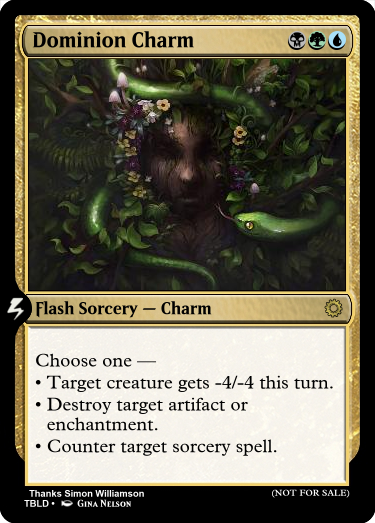 Dominion Charm
Flash Sorcery — Charm
Choose one —
• Target creature gets -4/-4 this turn.
• Destroy target artifact or
enchantment.
• Counter target sorcery spell.
Thanks Simon Williamson
(NOT FOR SALE)
TBLD • Gina Nelson